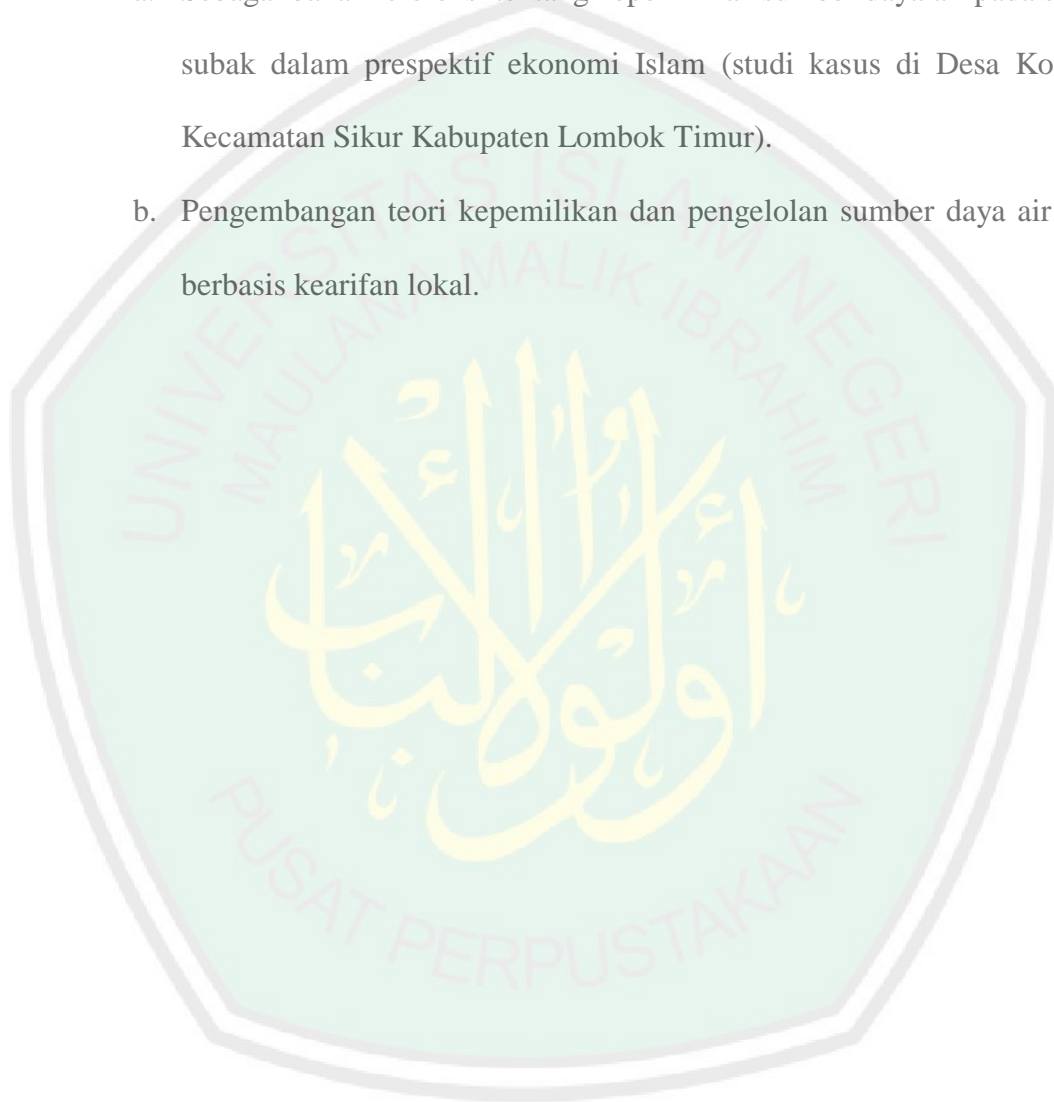 subak dalam prespektif ekonomi Islam (studi kasus di Desa Ko
Kecamatan Sikur Kabupaten Lombok Timur).
b. Pengembangan teori kepemilikan dan pengelolan sumber daya air
berbasis kearifan lokal.
UNIVERSITAS ISLAM NEGERI
MAULANA MALIK IBRAHIM
PUSAT PERPUSTAKAAN